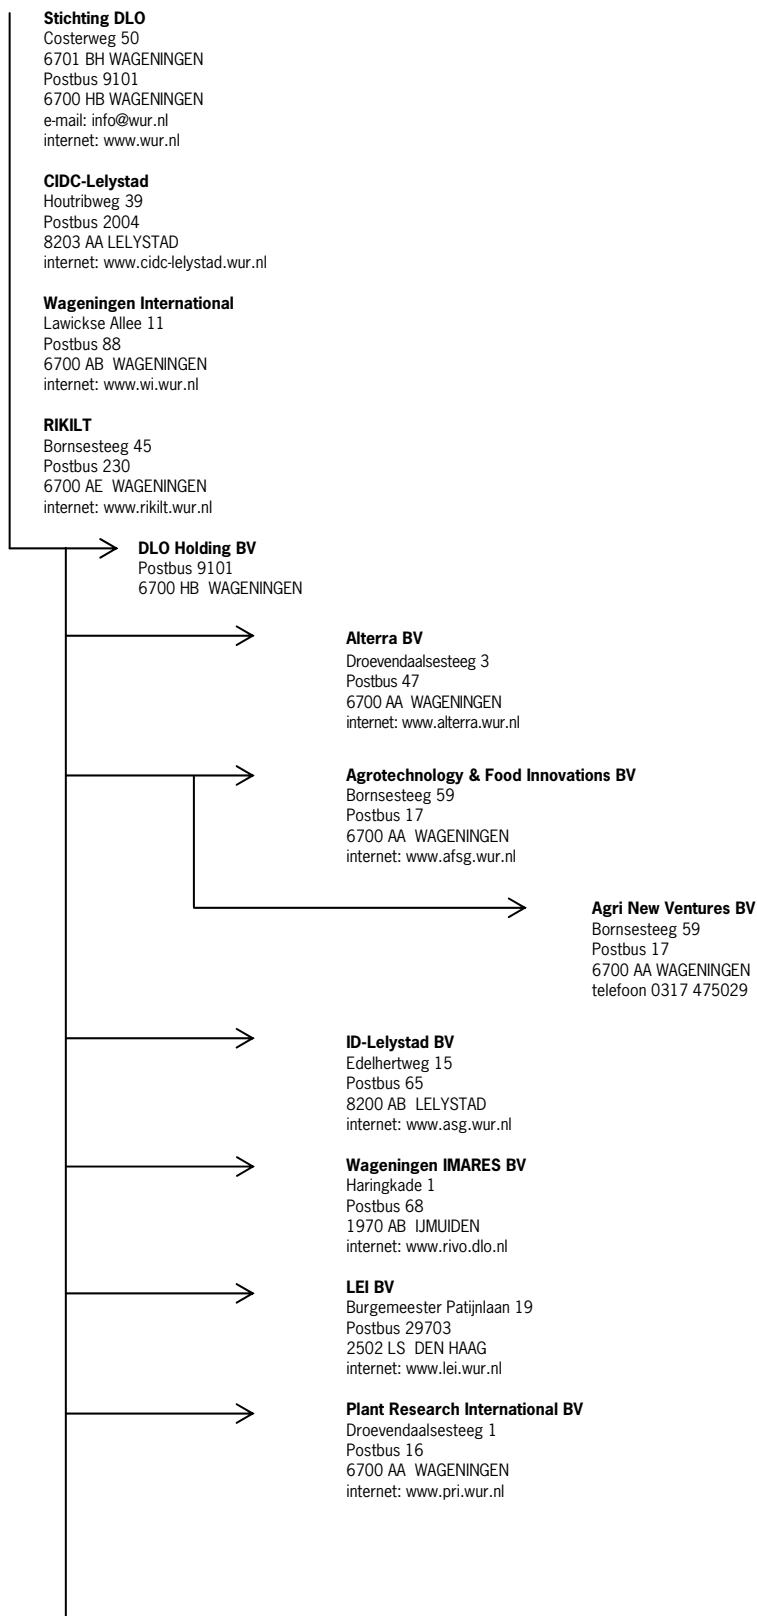 Stichting DLO
Costerweg 50
6701 BH WAGENINGEN
Postbus 9101
6700 HB WAGENINGEN
e-mail: info@wur.nl
internet: www.wur.nl
CIDC-Lelystad
Houtribweg 39
Postbus 2004
8203 AA LELYSTAD
internet: www.cidc-lelystad.wur.nl
Wageningen International
Lawickse Allee 11
Postbus 88
6700 AB WAGENINGEN
internet: www.wi.wur.nl
RIKILT
Bornsesteeg 45
Postbus 230
6700 AE WAGENINGEN
internet: www.rikilt.wur.nl
DLO Holding BV
Postbus 9101
6700 HB WAGENINGEN
Alterra BV
Droevendaalsesteeg 3
Postbus 47
6700 AA WAGENINGEN
internet: www.alterra.wur.nl
Agrotechnology & Food Innovations BV
Bornsesteeg 59
Postbus 17
6700 AA WAGENINGEN
internet: www.afsg.wur.nl
Agri New Ventures BV
Bornsesteeg 59
Postbus 17
6700 AA WAGENINGEN
telefoon 0317 475029
ID-Lelystad BV
Edelhertweg 15
Postbus 65
8200 AB LELYSTAD
internet: www.asg.wur.nl
Wageningen IMARES BV
Haringkade 1
Postbus 68
1970 AB IJMUIDEN
internet: www.rivo.dlo.nl
LEI BV
Burgemeester Patijnlaan 19
Postbus 29703
2502 LS DEN HAAG
internet: www.lei.wur.nl
Plant Research International BV
Droevendaalsesteeg 1
Postbus 16
6700 AA WAGENINGEN
internet: www.pri.wur.nl